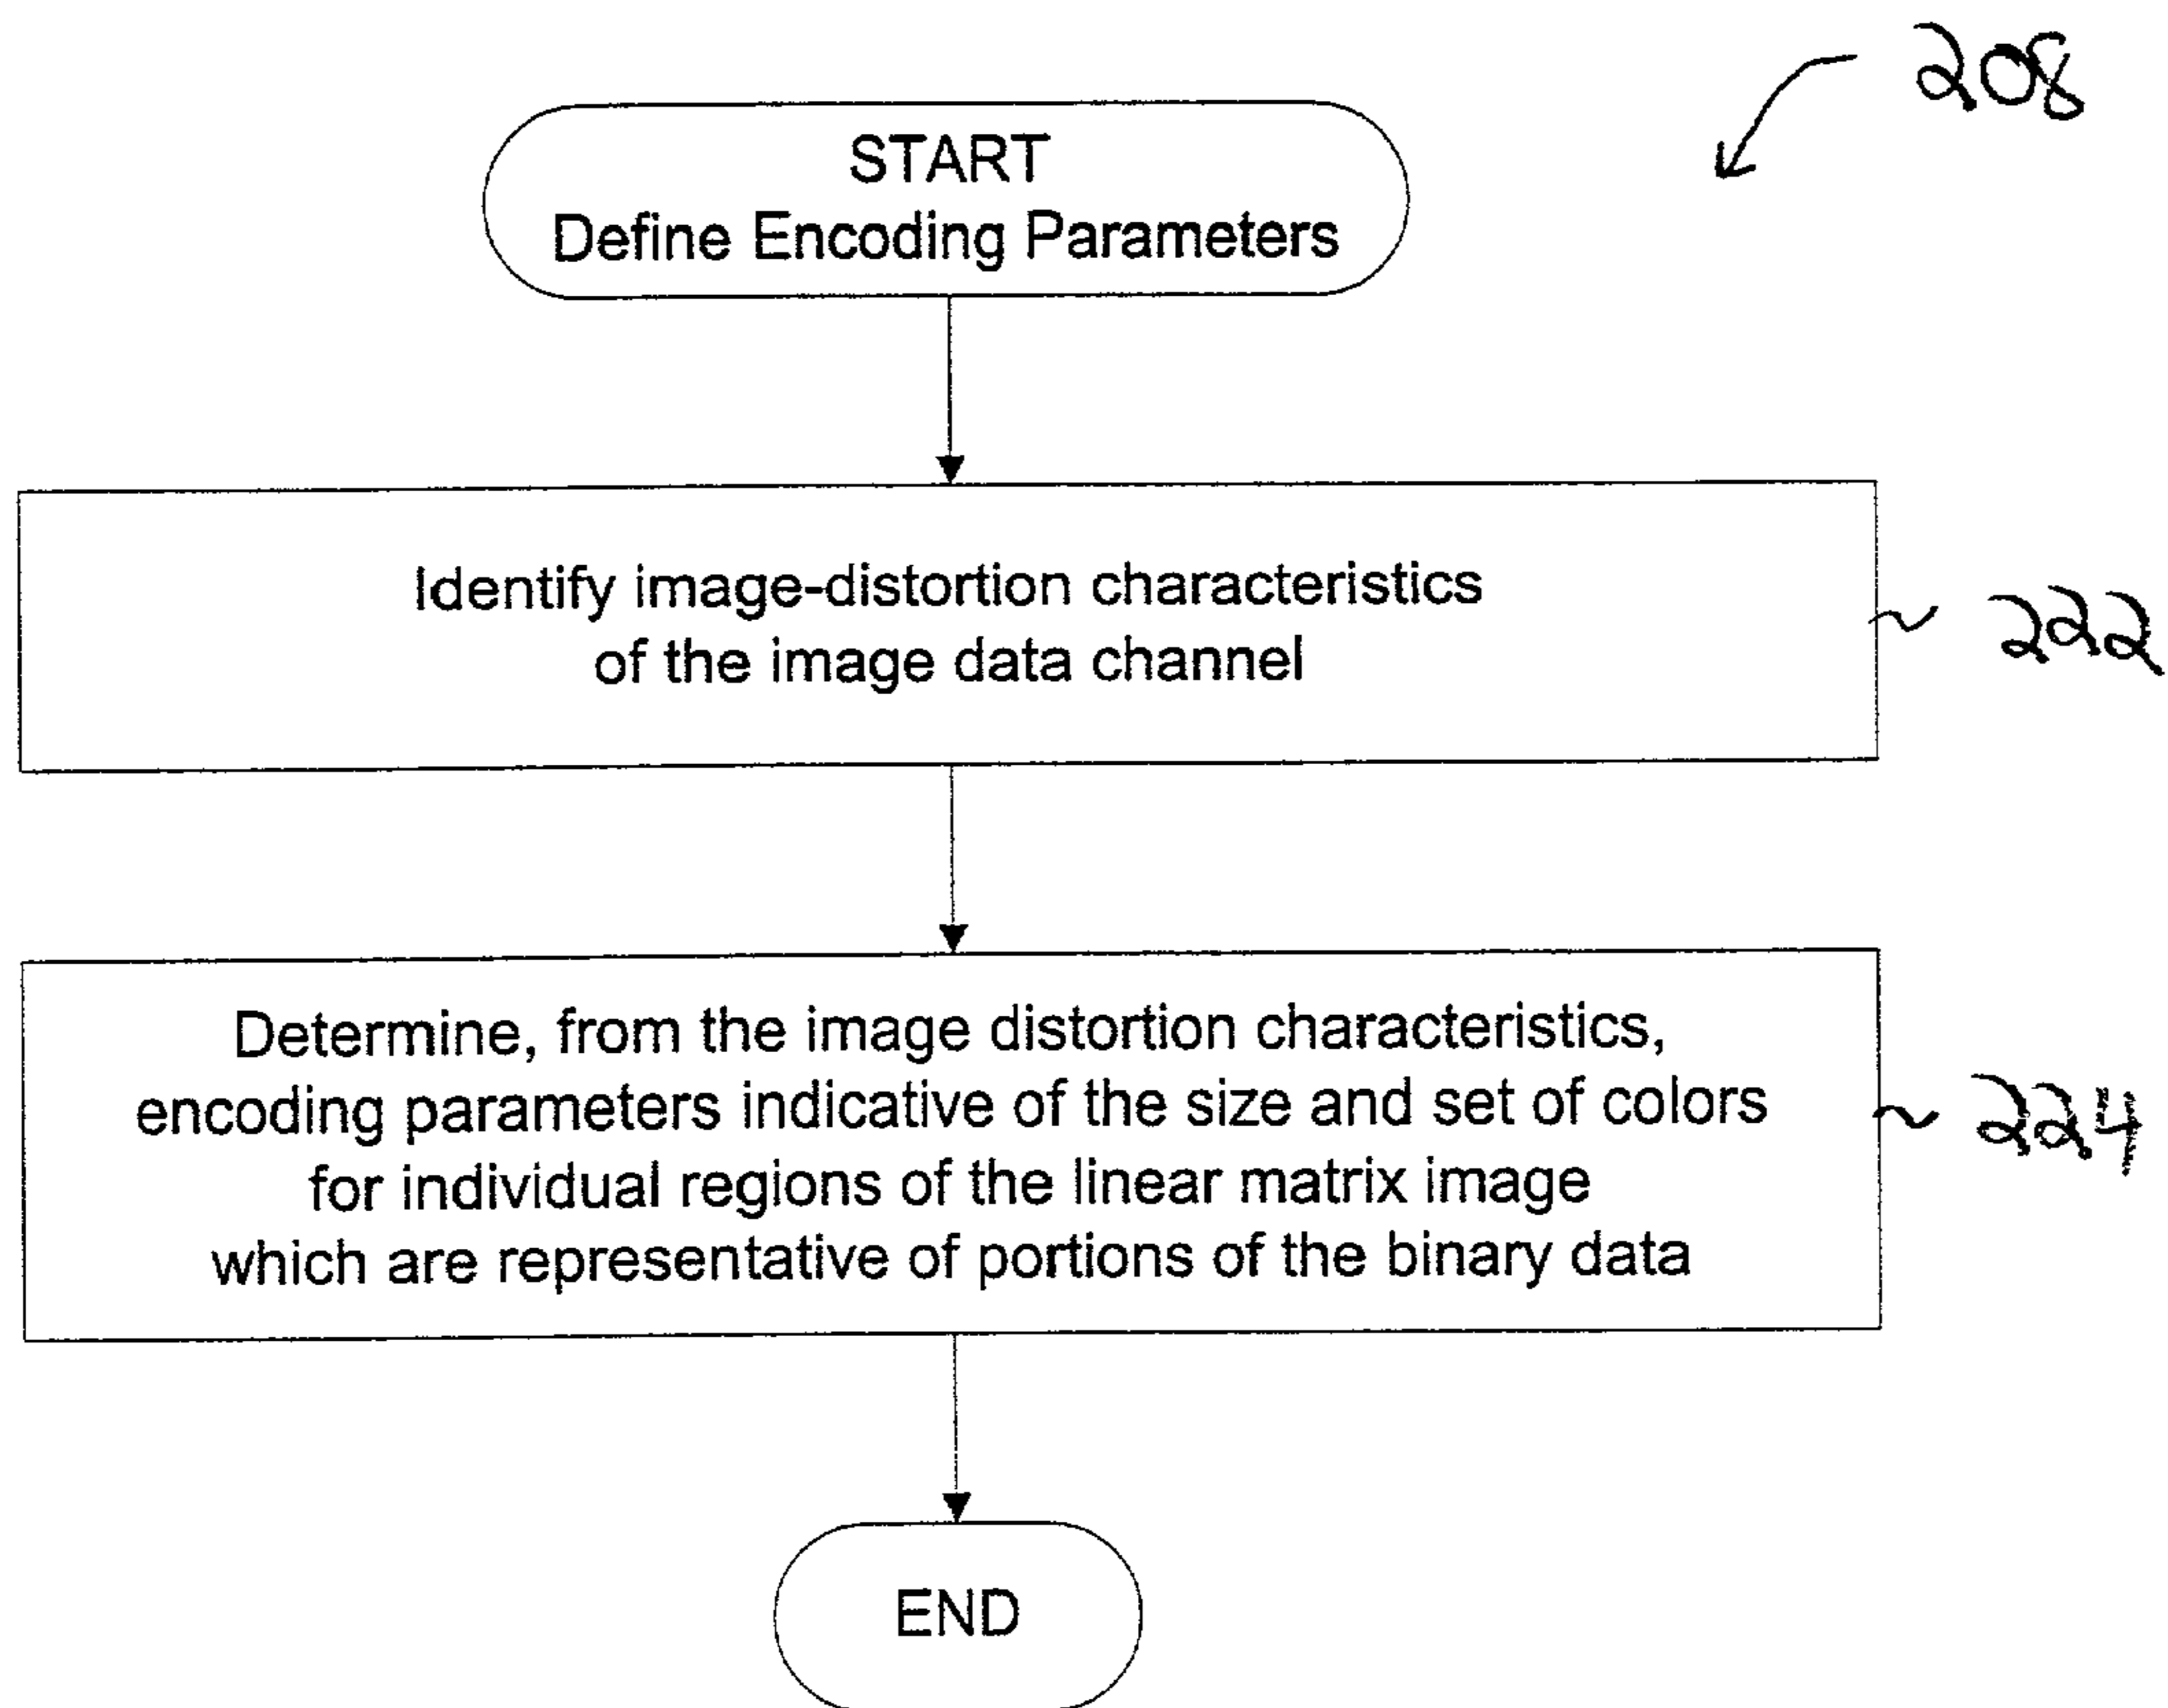 208
START
Define Encoding Parameters
Identify image-distortion characteristics
of the image data channel
222
Determine, from the image distortion characteristics,
encoding parameters indicative of the size and set of colors
for individual regions of the linear matrix image
which are representative of portions of the binary data
224
END